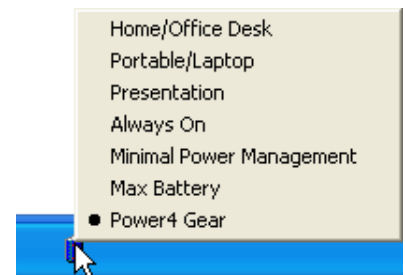 Home/Office Desk
Portable/Laptop
Presentation
Always On
Minimal Power Management
Max Battery
Power4 Gear